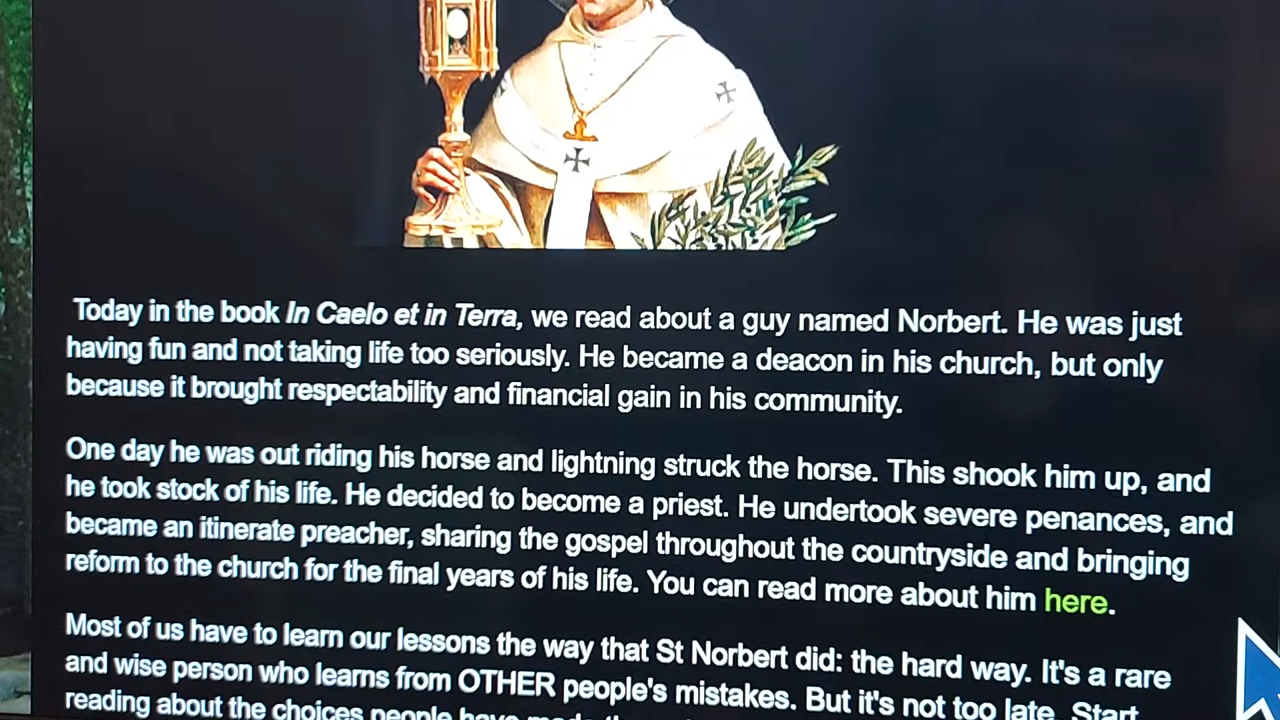 Today in the book In Caelo et in Terra, we read about a guy named Norbert. He was just
having fun and not taking life too seriously. He became a deacon in his church, but only
because it brought respectability and financial gain in his community.
One day he was out riding his horse and lightning struck the horse. This shook him up, and
he took stock of his life. He decided to become a priest. He undertook severe penances, and
became an itinerate preacher, sharing the gospel throughout the countryside and bringing
reform to the church for the final years of his life. You can read more about him here.
Most of us have to learn our lessons the way that St Norbert did: the hard way. It's a rare
and wise person who learns from OTHER people's mistakes. But it's not too late. Start
reading about the choices people have made